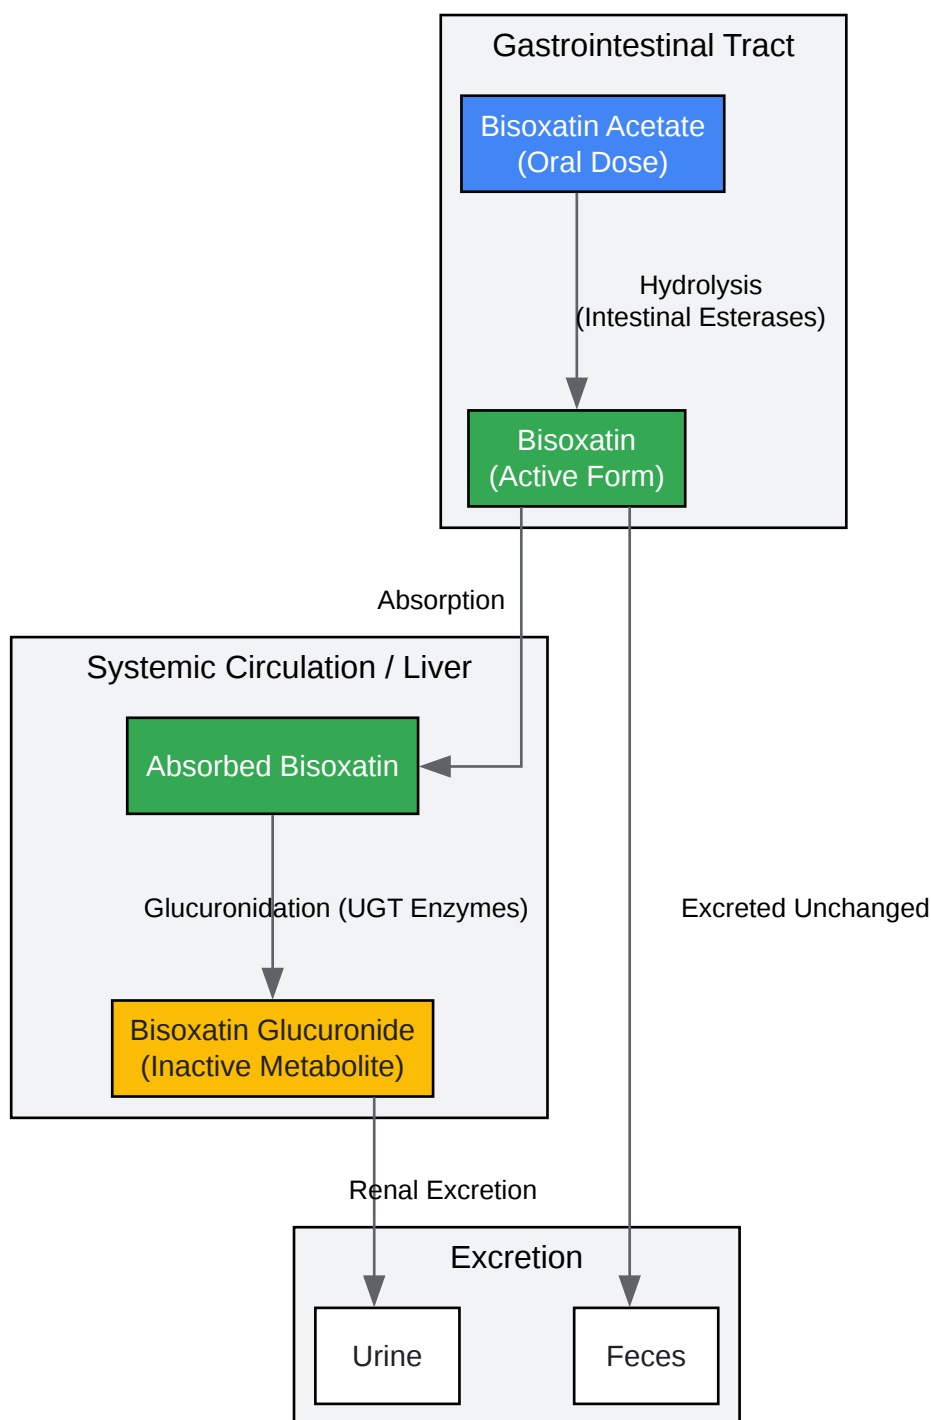 Gastrointestinal Tract
Bisoxatin Acetate
(Oral Dose)
Hydrolysis
(Intestinal Esterases)
Bisoxatin
(Active Form)
Absorption
Systemic Circulation / Liver
Absorbed Bisoxatin
Glucuronidation (UGT Enzymes)
Excreted Unchanged
Bisoxatin Glucuronide
(Inactive Metabolite)
Renal Excretion
Excretion
Urine
Feces